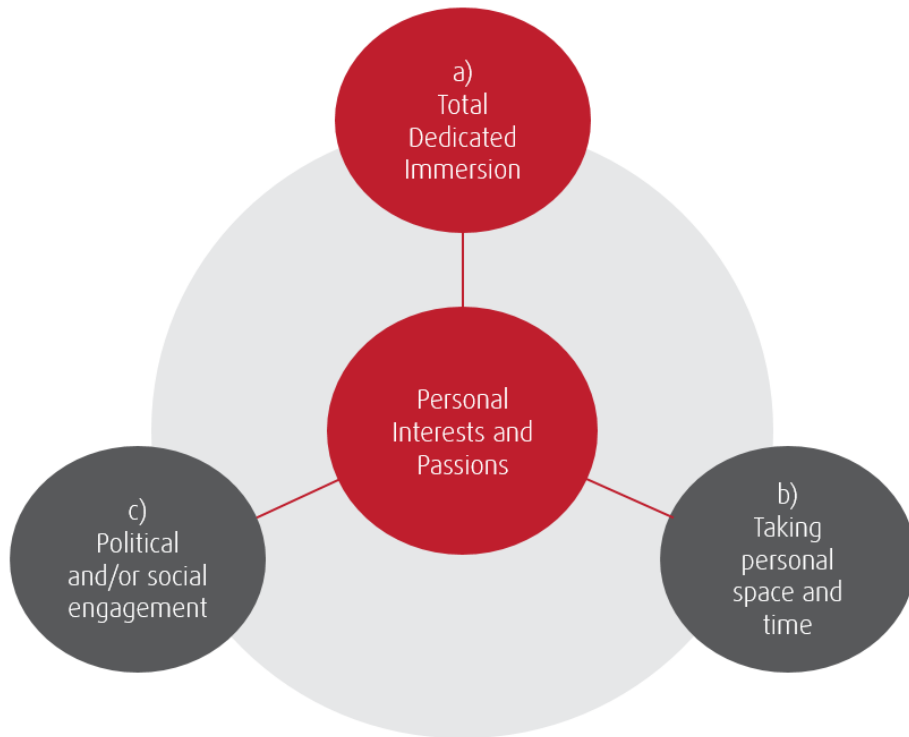 a)
Total
Dedicated
Immersion
Personal
Interests and
Passions
c)
Political
and/or social
engagement
b)
Taking
personal
space and
time